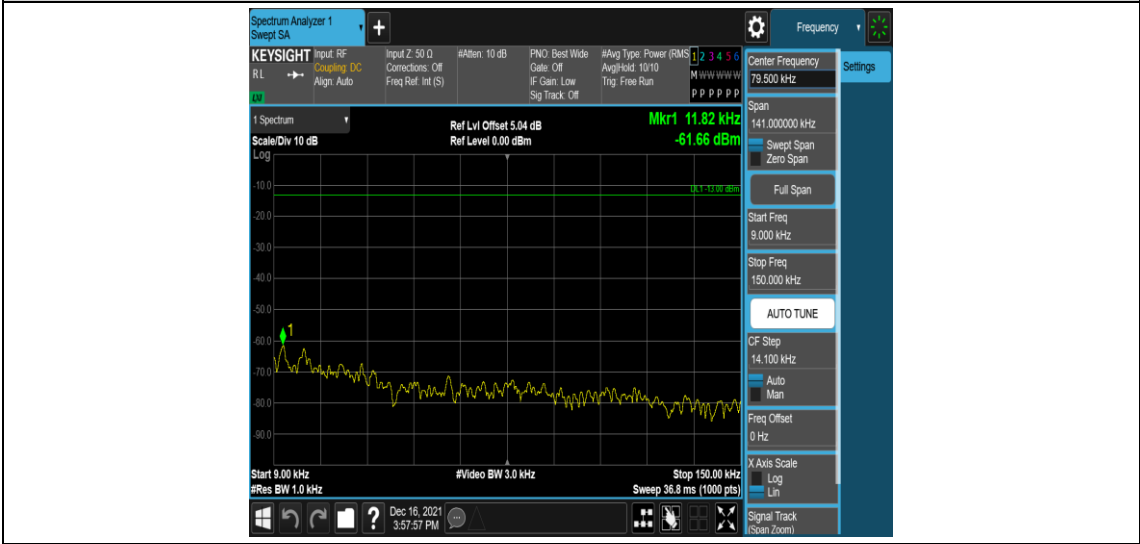 Spectrum Analyzer 1
Swept SA
+
Frequency
KEYSIGHT
RL
Input: RF
Coupling: DC
Align: Auto
Input Z: 50 Ω
Corrections: Off
Freq Ref: Int (S)
#Atten: 10 dB
PNO: Best Wide
Gate: Off
IF Gain: Low
Sig Track: Off
#Avg Type: Power (RMS
Avg|Hold: 10/10
Trig: Free Run
1 2 3 4 5 6
M W W W W W
P P P P P P
1 Spectrum
Scale/Div 10 dB
Log
Ref Lvl Offset 5.04 dB
Ref Level 0.00 dBm
Mkr1 11.82 kHz
-61.66 dBm
DL1 -13.00 dBm
-10.0
-20.0
-30.0
-40.0
-50.0
-60.0
-70.0
-80.0
-90.0
1
Start 9.00 kHz
#Res BW 1.0 kHz
#Video BW 3.0 kHz
Stop 150.00 kHz
Sweep 36.8 ms (1000 pts)
Center Frequency
79.500 kHz
Settings
Span
141.000000 kHz
Swept Span
Zero Span
Full Span
Start Freq
9.000 kHz
Stop Freq
150.000 kHz
AUTO TUNE
CF Step
14.100 kHz
Auto
Man
Freq Offset
0 Hz
X Axis Scale
Log
Lin
Signal Track
(Span Zoom)
?
Dec 16, 2021
3:57:57 PM